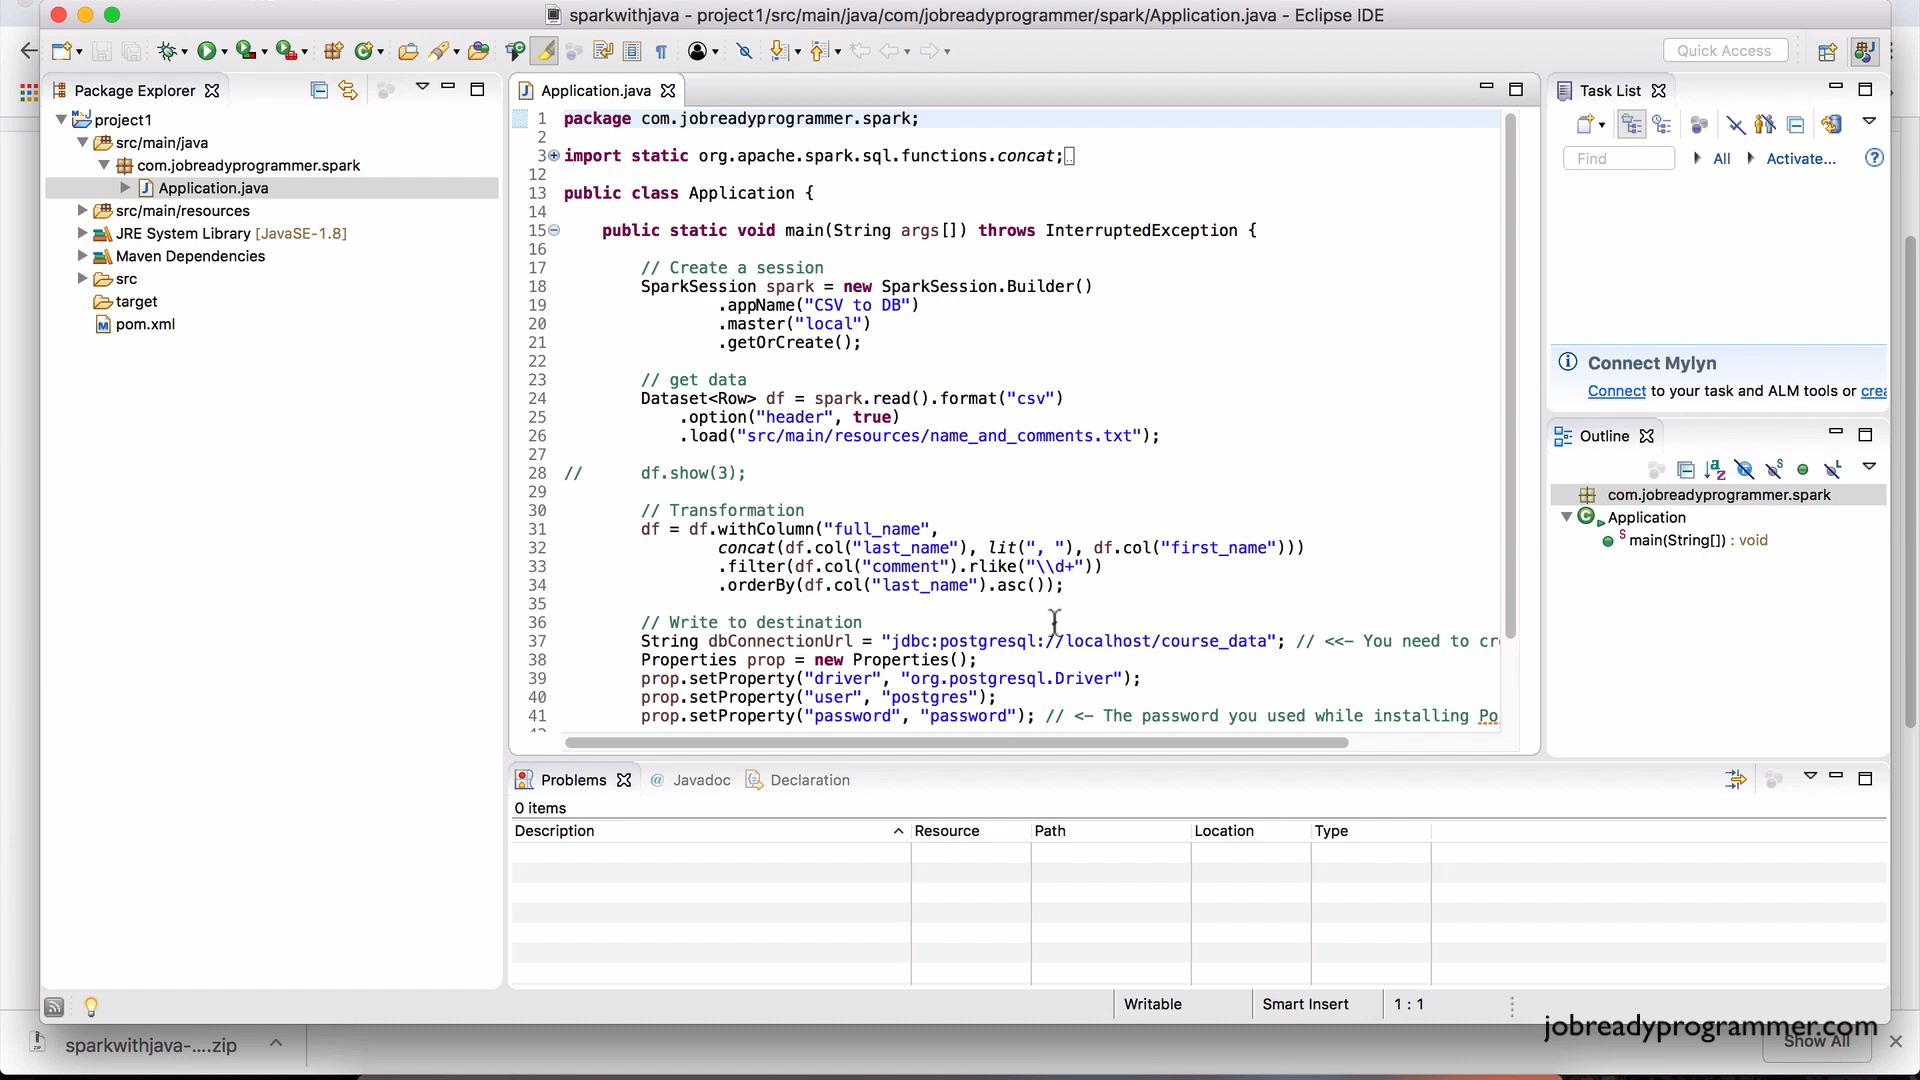 sparkwithjava - project1/src/main/java/com/jobreadyprogrammer/spark/Application.java - Eclipse IDE
Quick Access
Package Explorer
project1
src/main/java
com.jobreadyprogrammer.spark
Application.java
src/main/resources
JRE System Library [JavaSE-1.8]
Maven Dependencies
src
target
pom.xml
Application.java
1 package com.jobreadyprogrammer.spark;
2
3 import static org.apache.spark.sql.functions.concat;
12
13 public class Application {
14
15 public static void main(String args[]) throws InterruptedException {
16
17 // Create a session
18 SparkSession spark = new SparkSession.Builder()
19 .appName("CSV to DB")
20 .master("local")
21 .getOrCreate();
22
23 // get data
24 Dataset<Row> df = spark.read().format("csv")
25 .option("header", true)
26 .load("src/main/resources/name_and_comments.txt");
27
28 // df.show(3);
29
30 // Transformation
31 df = df.withColumn("full_name",
32 concat(df.col("last_name"), lit(", "), df.col("first_name")))
33 .filter(df.col("comment").rlike("\\d+"))
34 .orderBy(df.col("last_name").asc());
35
36 // Write to destination
37 String dbConnectionUrl = "jdbc:postgresql://localhost/course_data"; // <<- You need to cr
38 Properties prop = new Properties();
39 prop.setProperty("driver", "org.postgresql.Driver");
40 prop.setProperty("user", "postgres");
41 prop.setProperty("password", "password"); // <- The password you used while installing Po
Task List
Find
All
Activate...
Connect Mylyn
Connect to your task and ALM tools or crea
Outline
com.jobreadyprogrammer.spark
Application
main(String[]) : void
Problems
Javadoc
Declaration
0 items
Description
Resource
Path
Location
Type
Writable
Smart Insert
1 : 1
sparkwithjava-....zip
jobreadyprogrammer.com
Show All